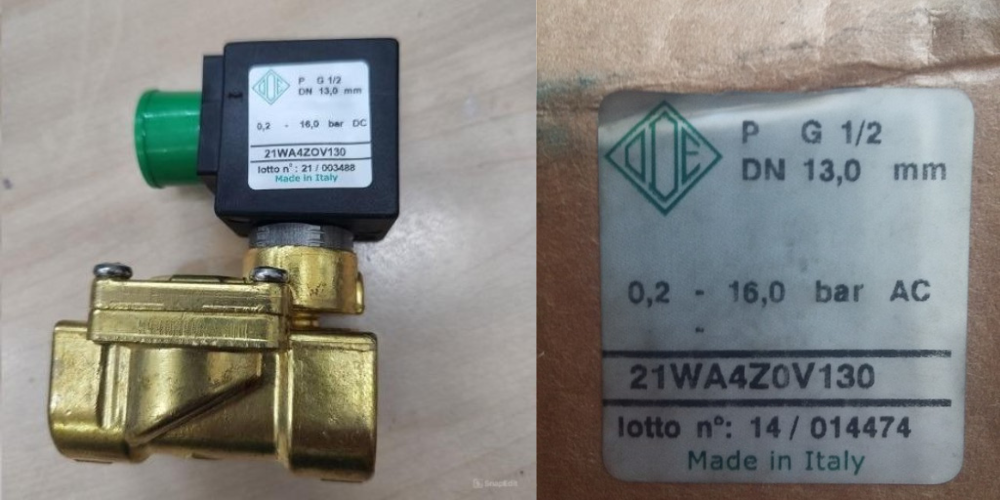 ODE
P G 1/2
DN 13,0 mm
0,2 - 16,0 bar DC
21WA4ZOV130
lotto n°: 21 / 003488
Made in Italy
SnapEdit
ODE
P G 1/2
DN 13,0 mm
0,2 - 16,0 bar AC
-
21WA4Z0V130
lotto n°: 14 / 014474
Made in Italy